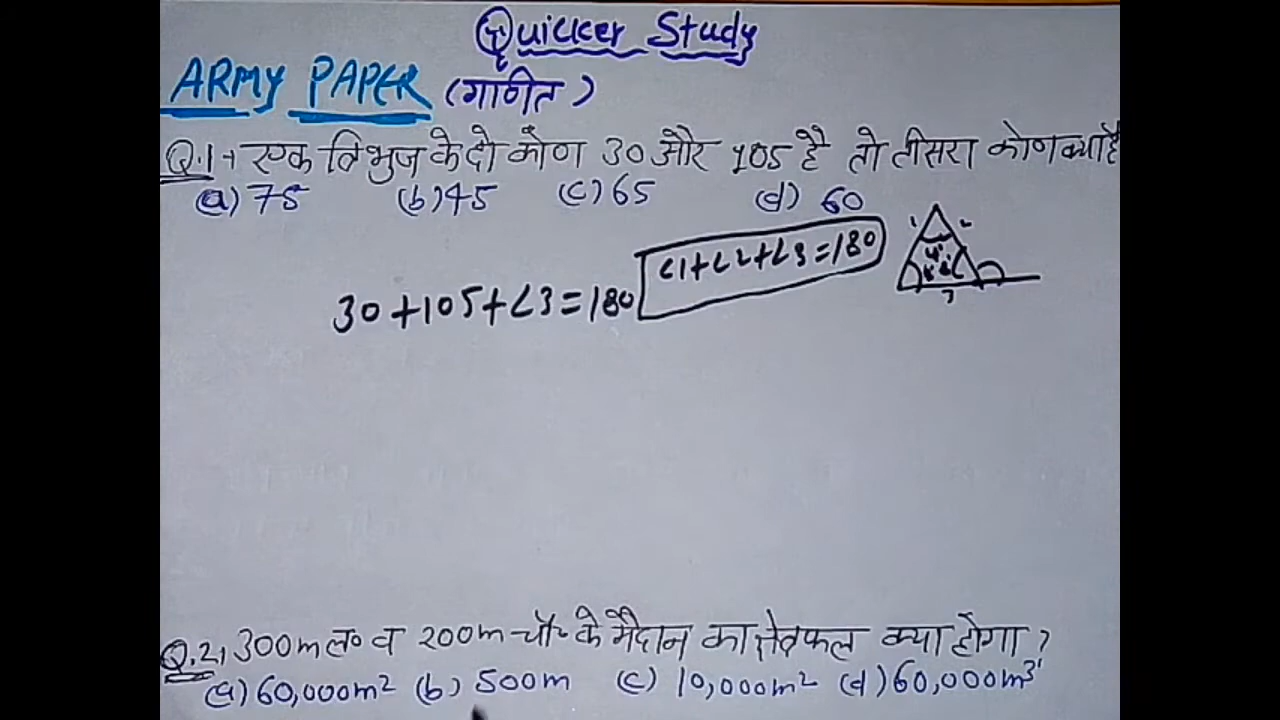 Quicker Study
ARMY PAPER (गणित)
Q.1→ एक त्रिभुज के दो कोण 30 और 105 है तो तीसरा कोण क्या है
(a) 75 (b) 45 (c) 65 (d) 60
∠1+∠2+∠3=180
30+105+∠3=180
Q.2, 300m ल० व 200m चौ० के मैदान का क्षेत्रफल क्या होगा?
(a) 60,000m² (b) 500m (c) 10,000m² (d) 60,000m³